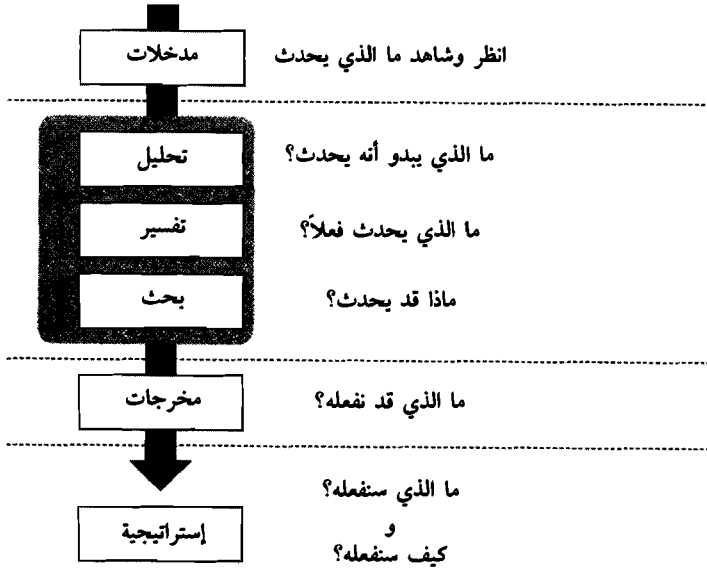 مدخلات
انظر وشاهد ما الذي يحدث
تحليل
ما الذي يبدو أنه يحدث؟
تفسير
ما الذي يحدث فعلاً؟
بحث
ماذا قد يحدث؟
مخرجات
ما الذي قد نفعله؟
إستراتيجية
ما الذي سنفعله؟
و
كيف سنفعله؟